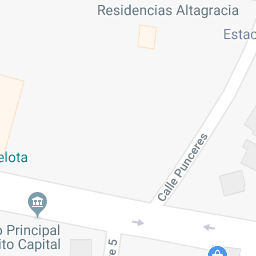 Residencias Altagracia
Estac
Calle Punceres
elota
o Principal
ito Capital
e 5